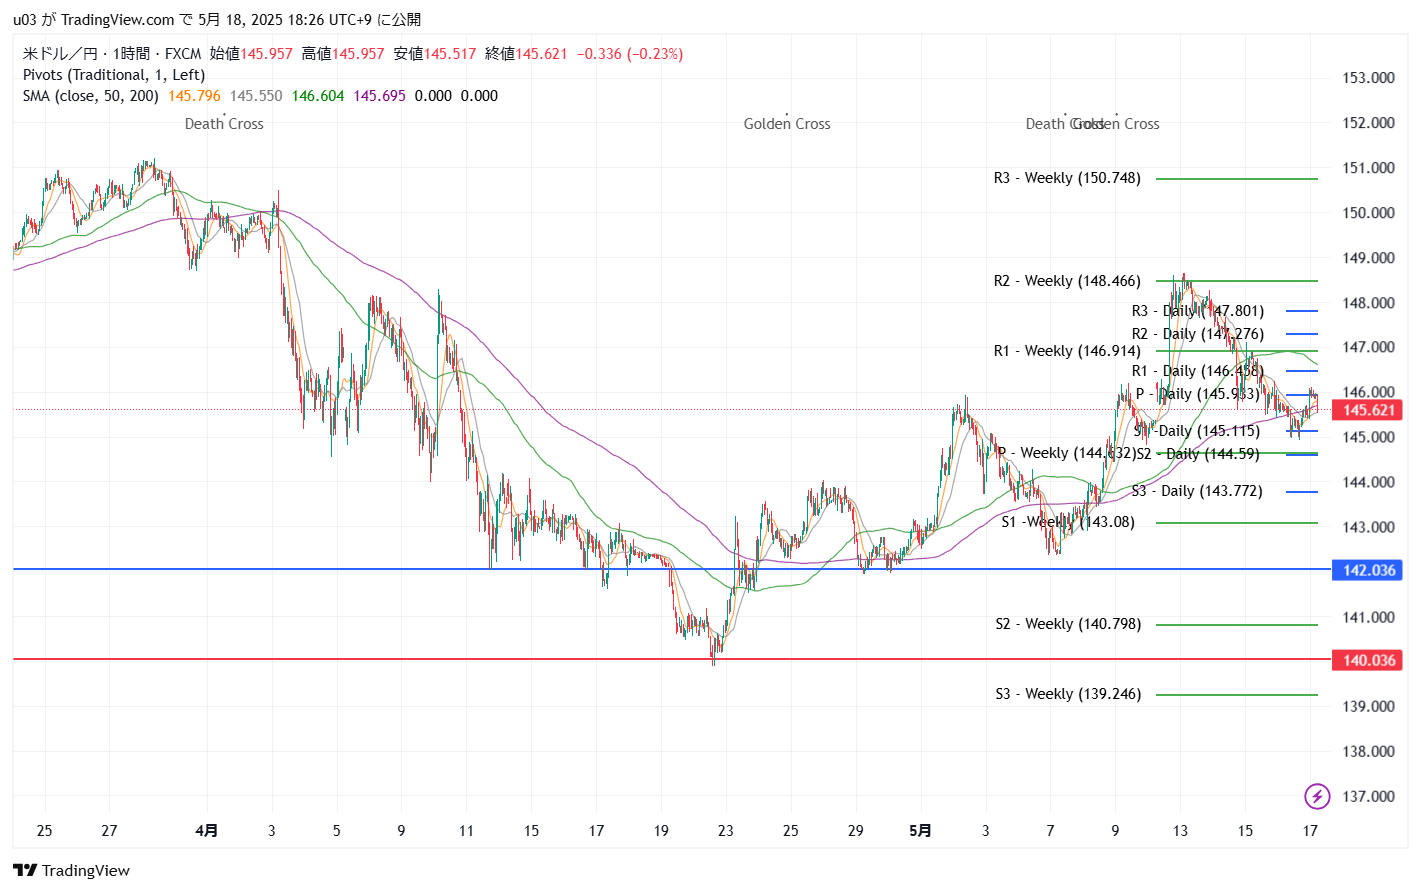 u03 が TradingView.com で 5月 18, 2025 18:26 UTC+9 に公開
米ドル／円・1時間・FXCM 始値145.957 高値145.957 安値145.517 終値145.621 −0.336 (−0.23%)
Pivots (Traditional, 1, Left)
SMA (close, 50, 200) 145.796 145.550 146.604 145.695 0.000 0.000
153.000
152.000
Death Cross
Golden Cross
Death Cross
Golden Cross
151.000
R3 - Weekly (150.748)
150.000
149.000
R2 - Weekly (148.466)
148.000
R3 - Daily (147.801)
R2 - Daily (147.276)
147.000
R1 - Weekly (146.914)
R1 - Daily (146.458)
146.000
P - Daily (145.933)
145.621
S1 -Daily (145.115)
145.000
P - Weekly (144.632)
S2 - Daily (144.59)
144.000
S3 - Daily (143.772)
143.000
S1 -Weekly (143.08)
142.036
141.000
S2 - Weekly (140.798)
140.036
S3 - Weekly (139.246)
139.000
138.000
137.000
25 27 4月 3 5 9 11 15 17 19 23 25 29 5月 3 7 9 13 15 17
TradingView